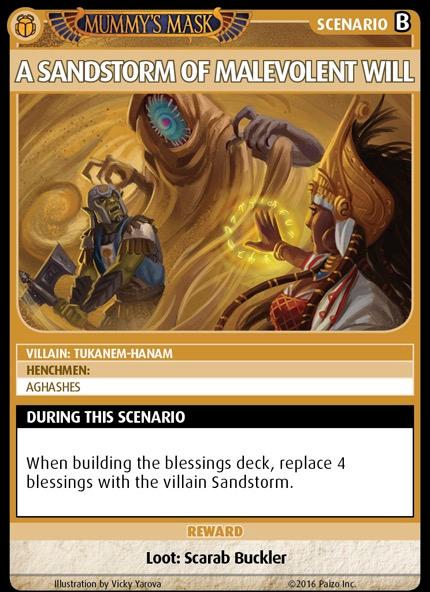 MUMMY'S MASK
SCENARIO B
A SANDSTORM OF MALEVOLENT WILL
VILLAIN: TUKANEM-HANAM
HENCHMEN:
AGHASHES
DURING THIS SCENARIO
When building the blessings deck, replace 4
blessings with the villain Sandstorm.
REWARD
Loot: Scarab Buckler
Illustration by Vicky Yarova
©2016 Paizo Inc.